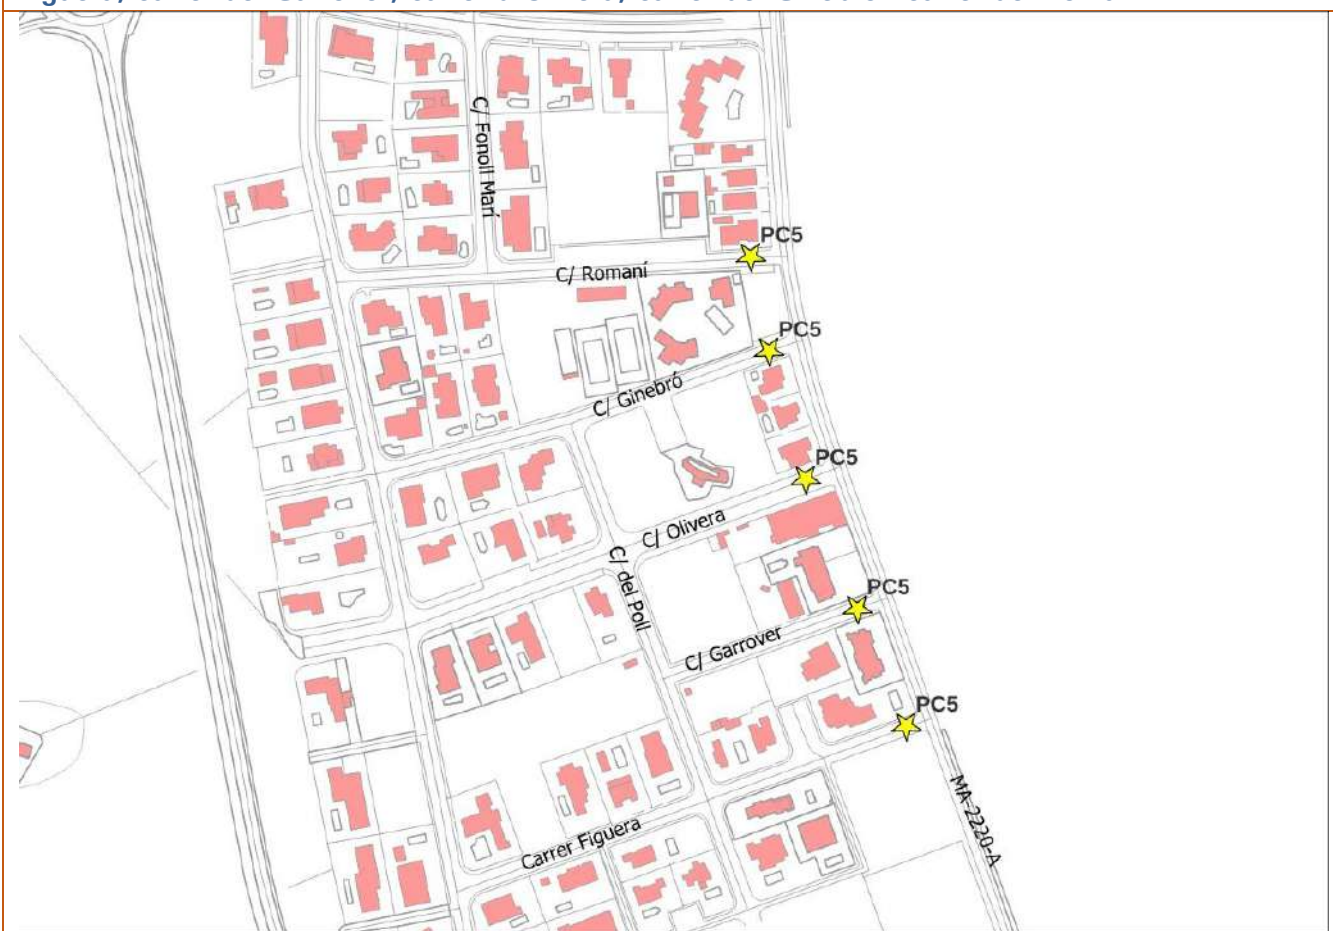 C/ Fonoll Marí
PC5
C/ Romaní
PC5
C/ Ginebró
PC5
C/ Olivera
C/ del Poll
PC5
C/ Garrover
PC5
MA-2220-A
Carrer Figuera